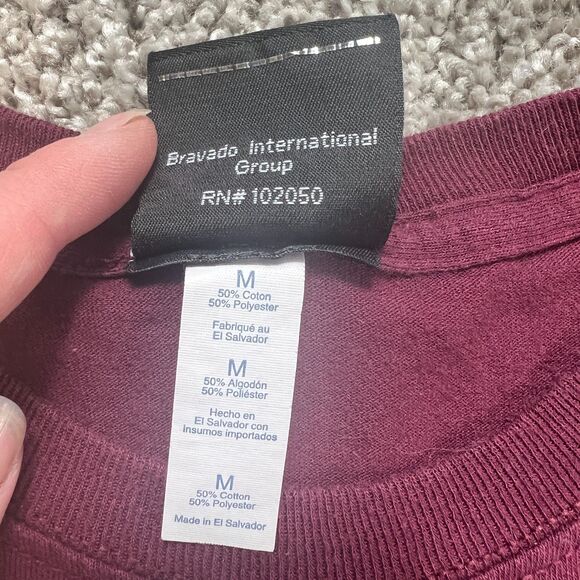 Bravado International
Group
RN# 102050
M
50% Coton
50% Polyester
Fabriqué au
El Salvador
M
50% Algodón
50% Poliéster
Hecho en
El Salvador con
Insumos importados
M
50% Cotton
50% Polyester
Made in El Salvador